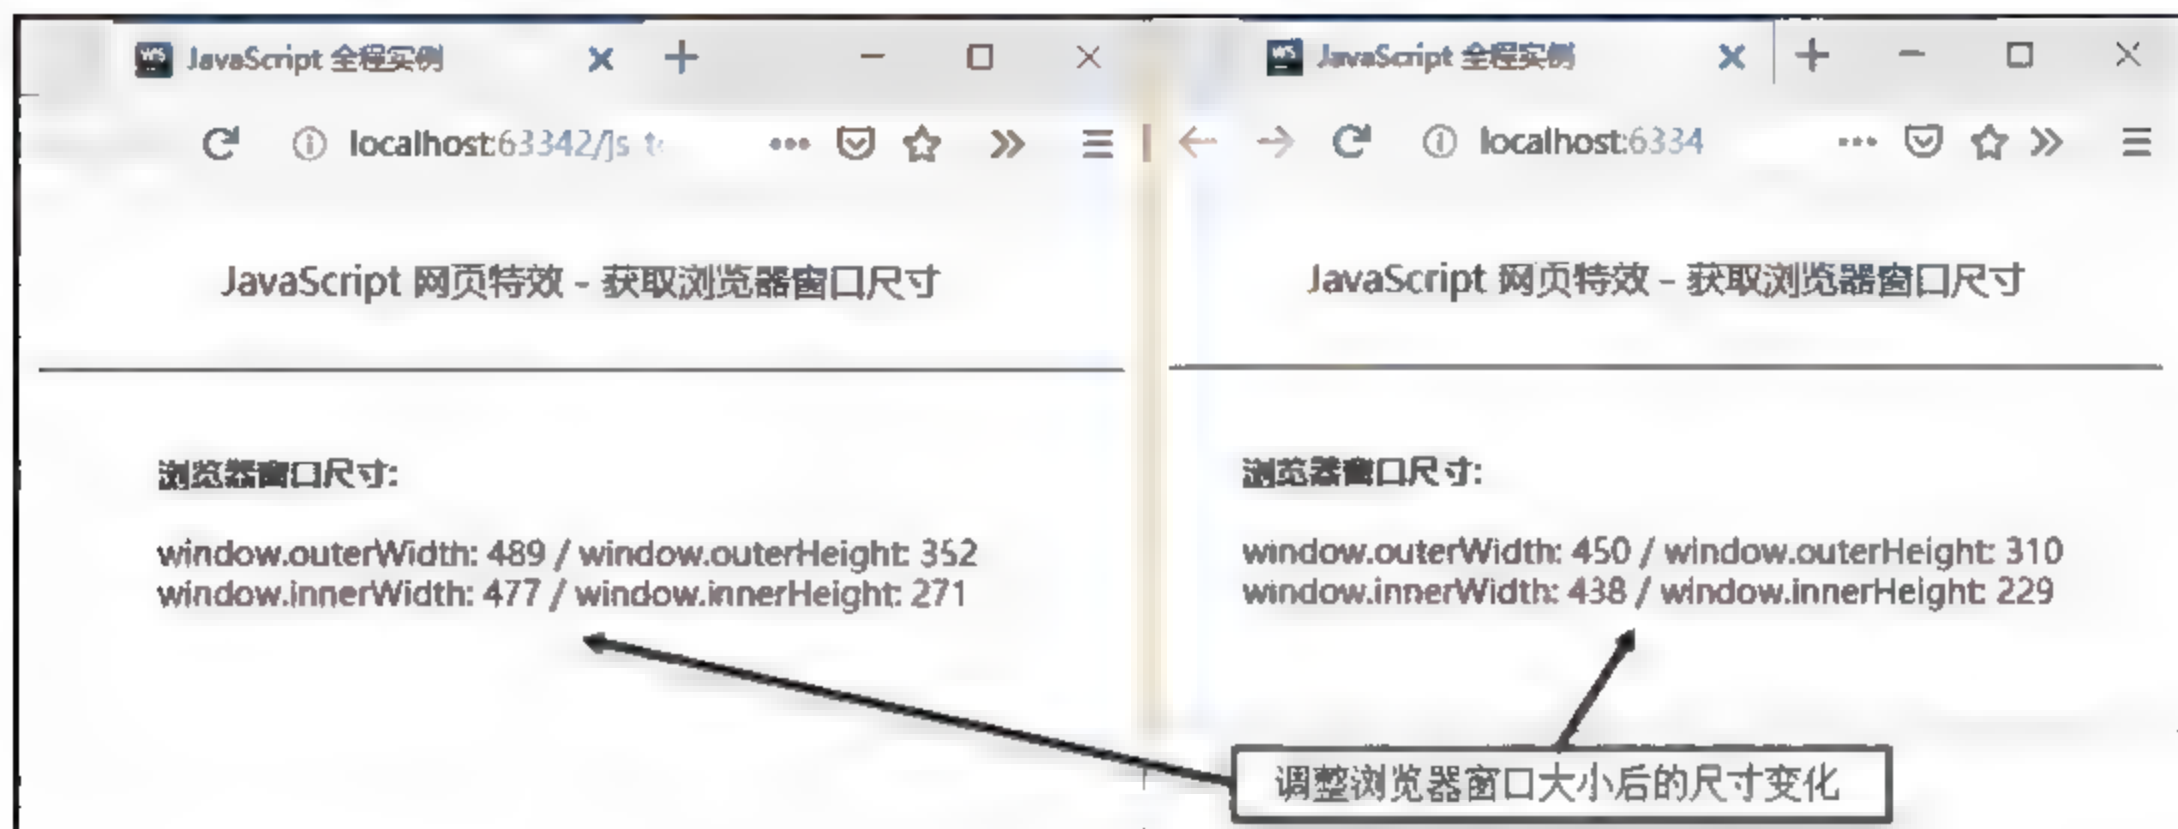 JavaScript 全程实例
localhost:63342/js_t
JavaScript 网页特效 - 获取浏览器窗口尺寸
浏览器窗口尺寸:
window.outerWidth: 489 / window.outerHeight: 352
window.innerWidth: 477 / window.innerHeight: 271
JavaScript 全程实例
localhost:6334
JavaScript 网页特效 - 获取浏览器窗口尺寸
浏览器窗口尺寸:
window.outerWidth: 450 / window.outerHeight: 310
window.innerWidth: 438 / window.innerHeight: 229
调整浏览器窗口大小后的尺寸变化